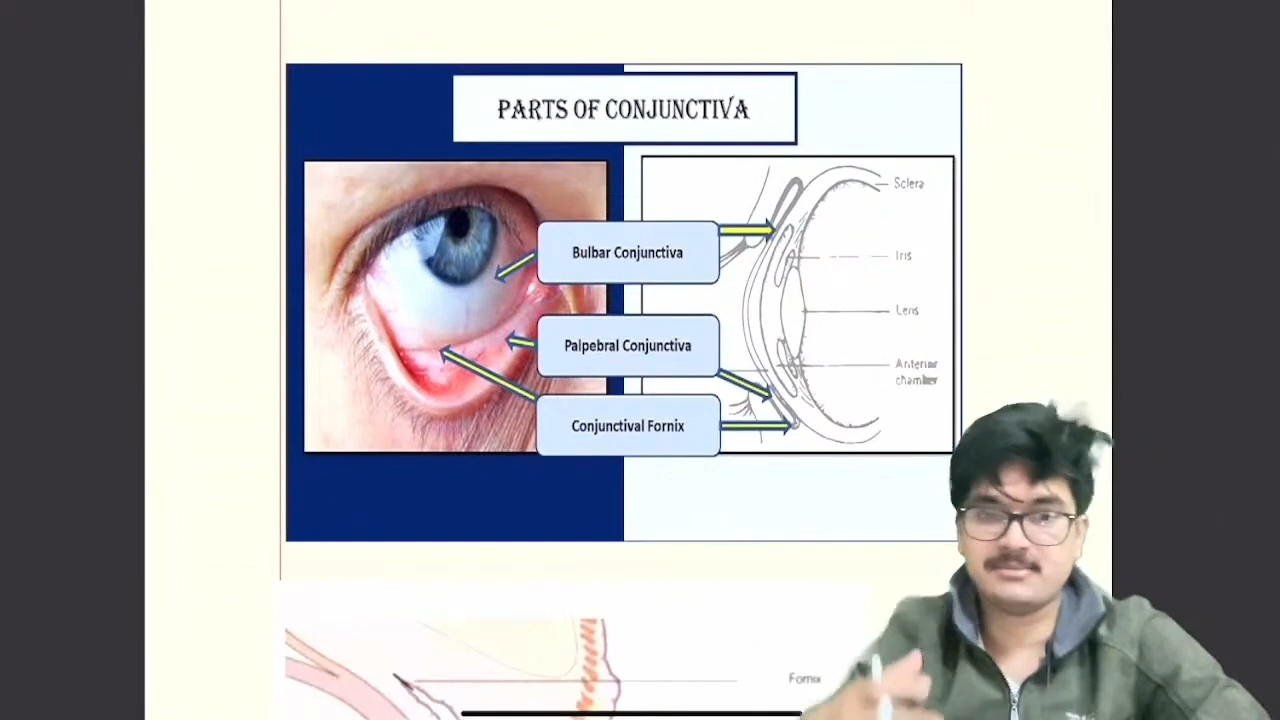 PARTS OF CONJUNCTIVA
Bulbar Conjunctiva
Palpebral Conjunctiva
Conjunctival Fornix
Sclera
Iris
Lens
Anterior
chamber
Fornix